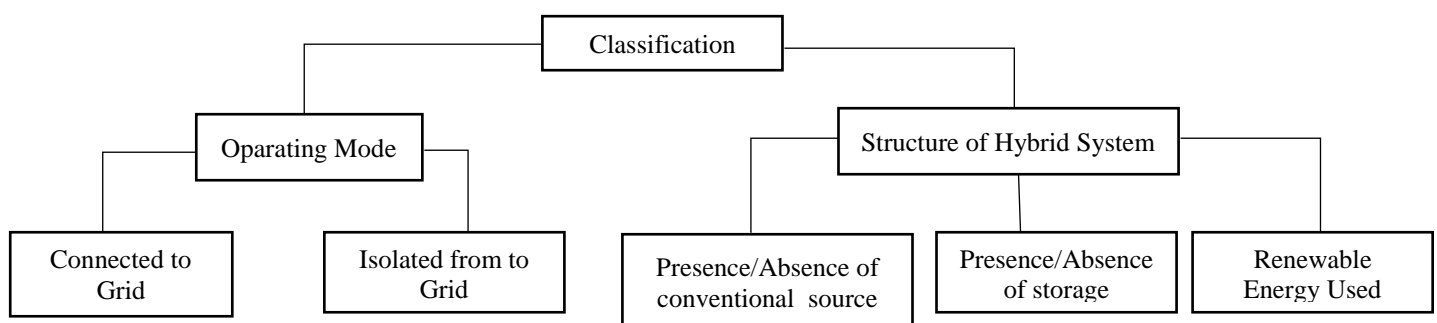 Classification
Oparating Mode
Structure of Hybrid System
Connected to
Grid
Isolated from to
Grid
Presence/Absence of
conventional  source
Presence/Absence
of storage
Renewable
Energy Used